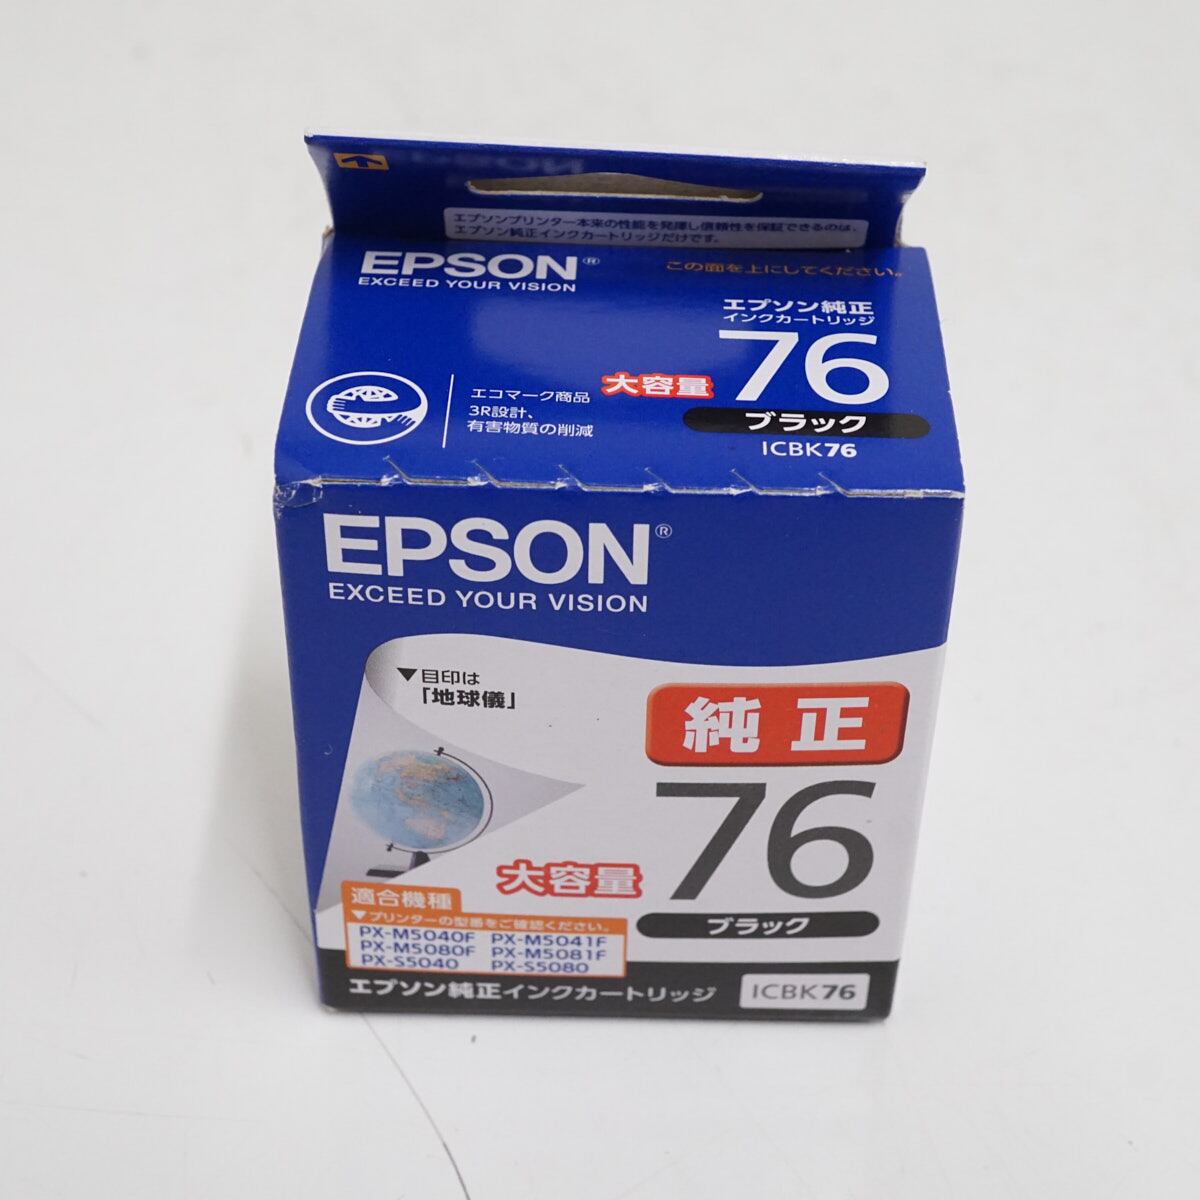 エプソンプリンター本来の性能を発揮し信頼性を保証できるのは、
エプソン純正インクカートリッジだけです。
EPSON®
EXCEED YOUR VISION
この面を上にしてください。
エプソン純正
インクカートリッジ
大容量 76
ブラック
ICBK76
エコマーク商品
3R設計、
有害物質の削減
EPSON®
EXCEED YOUR VISION
▼目印は
「地球儀」
純正
76
大容量
ブラック
適合機種
▼プリンターの型番をご確認ください。
PX-M5040F PX-M5041F
PX-M5080F PX-M5081F
PX-S5040 PX-S5080
エプソン純正インクカートリッジ ICBK76